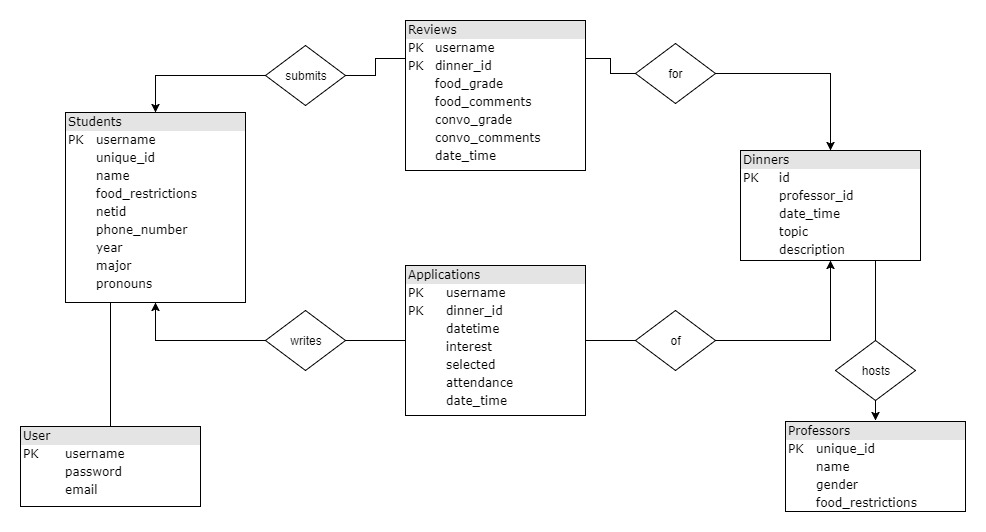 Reviews
PK username
PK dinner_id
food_grade
food_comments
convo_grade
convo_comments
date_time
submits
for
Students
PK username
unique_id
name
food_restrictions
netid
phone_number
year
major
pronouns
Dinners
PK id
professor_id
date_time
topic
description
Applications
PK username
PK dinner_id
datetime
interest
selected
attendance
date_time
writes
of
hosts
User
PK username
password
email
Professors
PK unique_id
name
gender
food_restrictions